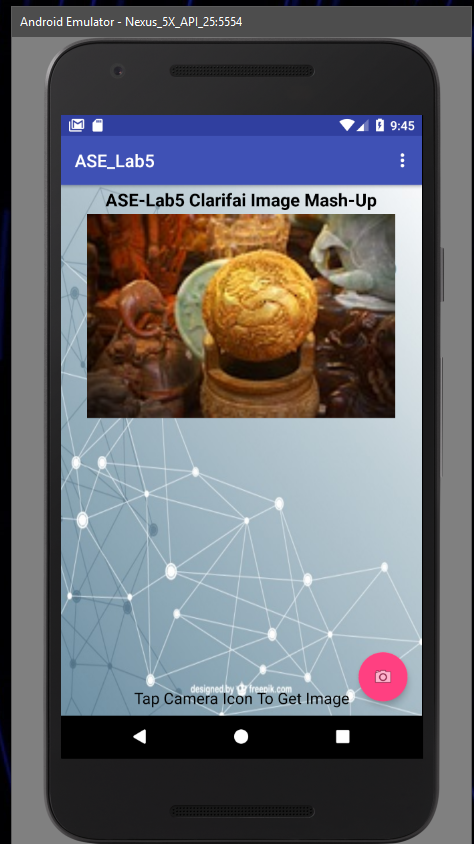 Android Emulator - Nexus_5X_API_25:5554
9:45
ASE_Lab5
ASE-Lab5 Clarifai Image Mash-Up
designed by freepik.com
Tap Camera Icon To Get Image